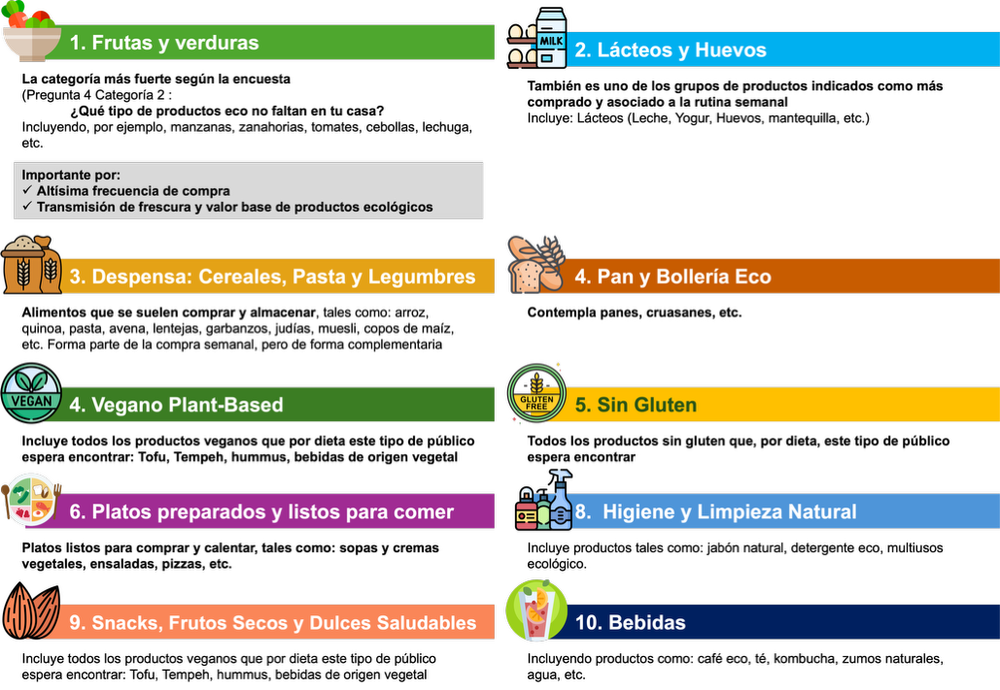 1. Frutas y verduras
La categoría más fuerte según la encuesta
(Pregunta 4 Categoría 2 :
¿Qué tipo de productos eco no faltan en tu casa?
Incluyendo, por ejemplo, manzanas, zanahorias, tomates, cebollas, lechuga,
etc.
Importante por:
✓ Altísima frecuencia de compra
✓ Transmisión de frescura y valor base de productos ecológicos
MILK
2. Lácteos y Huevos
También es uno de los grupos de productos indicados como más
comprado y asociado a la rutina semanal
Incluye: Lácteos (Leche, Yogur, Huevos, mantequilla, etc.)
3. Despensa: Cereales, Pasta y Legumbres
Alimentos que se suelen comprar y almacenar, tales como: arroz,
quinoa, pasta, avena, lentejas, garbanzos, judías, muesli, copos de maíz,
etc. Forma parte de la compra semanal, pero de forma complementaria
4. Pan y Bollería Eco
Contempla panes, cruasanes, etc.
VEGAN
4. Vegano Plant-Based
Incluye todos los productos veganos que por dieta este tipo de público
espera encontrar: Tofu, Tempeh, hummus, bebidas de origen vegetal
GLUTEN
FREE
5. Sin Gluten
Todos los productos sin gluten que, por dieta, este tipo de público
espera encontrar
6. Platos preparados y listos para comer
Platos listos para comprar y calentar, tales como: sopas y cremas
vegetales, ensaladas, pizzas, etc.
8. Higiene y Limpieza Natural
Incluye productos tales como: jabón natural, detergente eco, multiusos
ecológico.
9. Snacks, Frutos Secos y Dulces Saludables
Incluye todos los productos veganos que por dieta este tipo de público
espera encontrar: Tofu, Tempeh, hummus, bebidas de origen vegetal
10. Bebidas
Incluyendo productos como: café eco, té, kombucha, zumos naturales,
agua, etc.